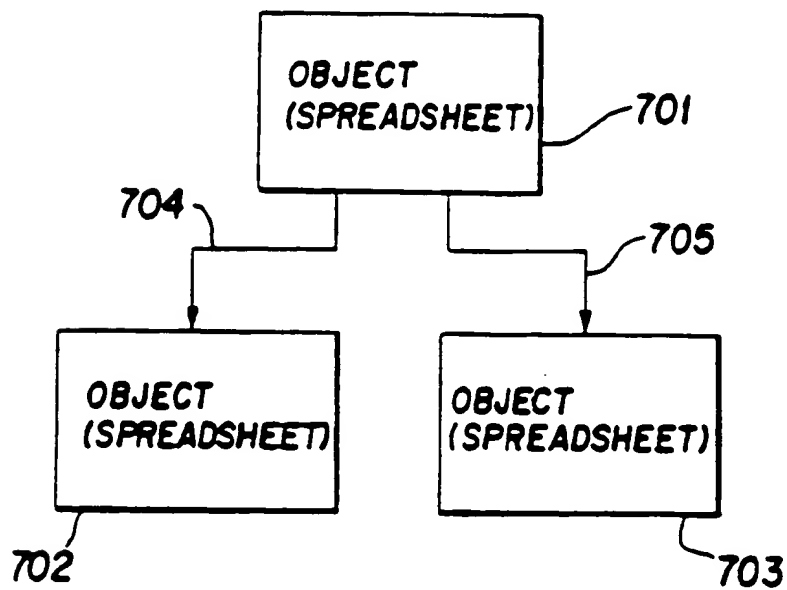 OBJECT
(SPREADSHEET)
701
704
705
OBJECT
(SPREADSHEET)
OBJECT
(SPREADSHEET)
702
703